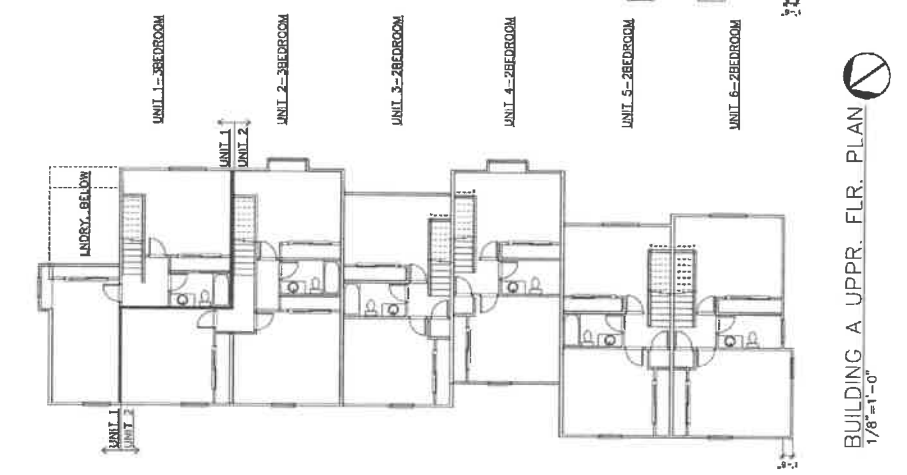 UNIT 1-3BEDROOM
UNIT 2-3BEDROOM
UNIT 3-2BEDROOM
UNIT 4-2BEDROOM
UNIT 5-2BEDROOM
UNIT 6-2BEDROOM
UNIT 1
UNIT 2
LNDRY. BELOW
UNIT 1
UNIT 2
BUILDING A UPPR. FLR. PLAN
1/8"=1'-0"